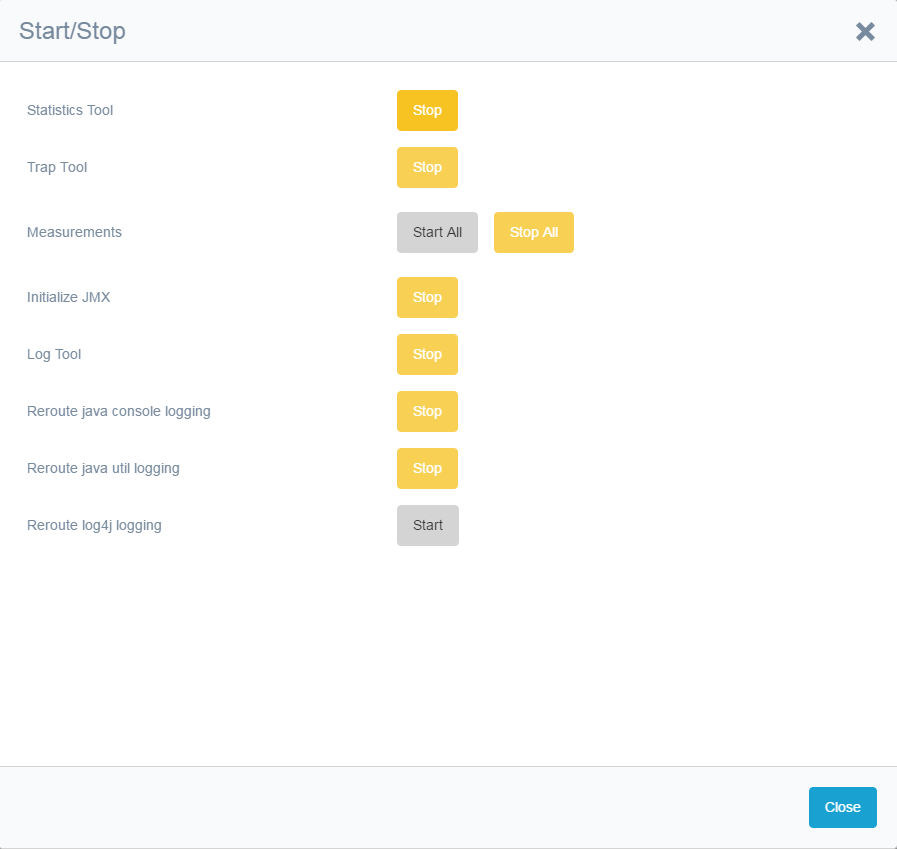 Start/Stop
Statistics Tool Stop
Trap Tool Stop
Measurements Start All Stop All
Initialize JMX Stop
Log Tool Stop
Reroute java console logging Stop
Reroute java util logging Stop
Reroute log4j logging Start
Close